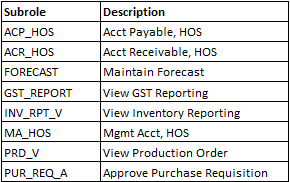 Subrole Description
ACP_HOS Acct Payable, HOS
ACR_HOS Acct Receivable, HOS
FORECAST Maintain Forecast
GST_REPORT View GST Reporting
INV_RPT_V View Inventory Reporting
MA_HOS Mgmt Acct, HOS
PRD_V View Production Order
PUR_REQ_A Approve Purchase Requisition